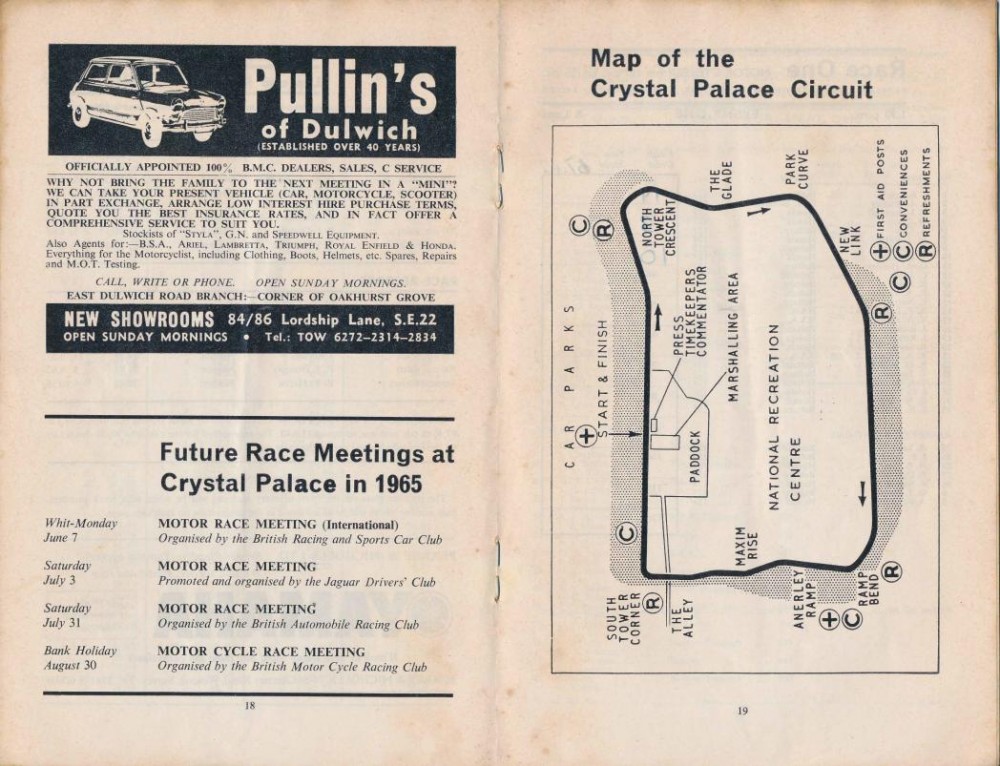 Pullin's
of Dulwich
(ESTABLISHED OVER 40 YEARS)
OFFICIALLY APPOINTED 100% B.M.C. DEALERS, SALES, C SERVICE
WHY NOT BRING THE FAMILY TO THE NEXT MEETING IN A "MINI"?
WE CAN TAKE YOUR PRESENT VEHICLE (CAR, MOTORCYCLE, SCOOTER)
IN PART EXCHANGE, ARRANGE LOW INTEREST HIRE PURCHASE TERMS,
QUOTE YOU THE BEST INSURANCE RATES, AND IN FACT OFFER A
COMPREHENSIVE SERVICE TO SUIT YOU.
Stockists of "STYLA", G.N. and SPEEDWELL EQUIPMENT.
Also Agents for:—B.S.A., ARIEL, LAMBRETTA, TRIUMPH, ROYAL ENFIELD & HONDA.
Everything for the Motorcyclist, including Clothing, Boots, Helmets, etc. Spares, Repairs
and M.O.T. Testing.
CALL, WRITE OR PHONE. OPEN SUNDAY MORNINGS.
EAST DULWICH ROAD BRANCH:—CORNER OF OAKHURST GROVE
NEW SHOWROOMS 84/86 Lordship Lane, S.E.22
OPEN SUNDAY MORNINGS • Tel.: TOW 6272–2314–2834
Future Race Meetings at
Crystal Palace in 1965
Whit-Monday MOTOR RACE MEETING (International)
June 7 Organised by the British Racing and Sports Car Club
Saturday MOTOR RACE MEETING
July 3 Promoted and organised by the Jaguar Drivers' Club
Saturday MOTOR RACE MEETING
July 31 Organised by the British Automobile Racing Club
Bank Holiday MOTOR CYCLE RACE MEETING
August 30 Organised by the British Motor Cycle Racing Club
18
Map of the
Crystal Palace Circuit
FIRST AID POSTS
C CONVENIENCES
R REFRESHMENTS
THE
GLADE
PARK
CURVE
NEW
LINK
NORTH
TOWER
CRESCENT
C
R
C
R
CAR PARKS
START & FINISH
PRESS
TIMEKEEPERS
COMMENTATOR
MARSHALLING AREA
PADDOCK
NATIONAL RECREATION
CENTRE
C
MAXIM
RISE
SOUTH
TOWER
CORNER
R
THE
ALLEY
ANERLEY
RAMP
C
RAMP
BEND
R
19